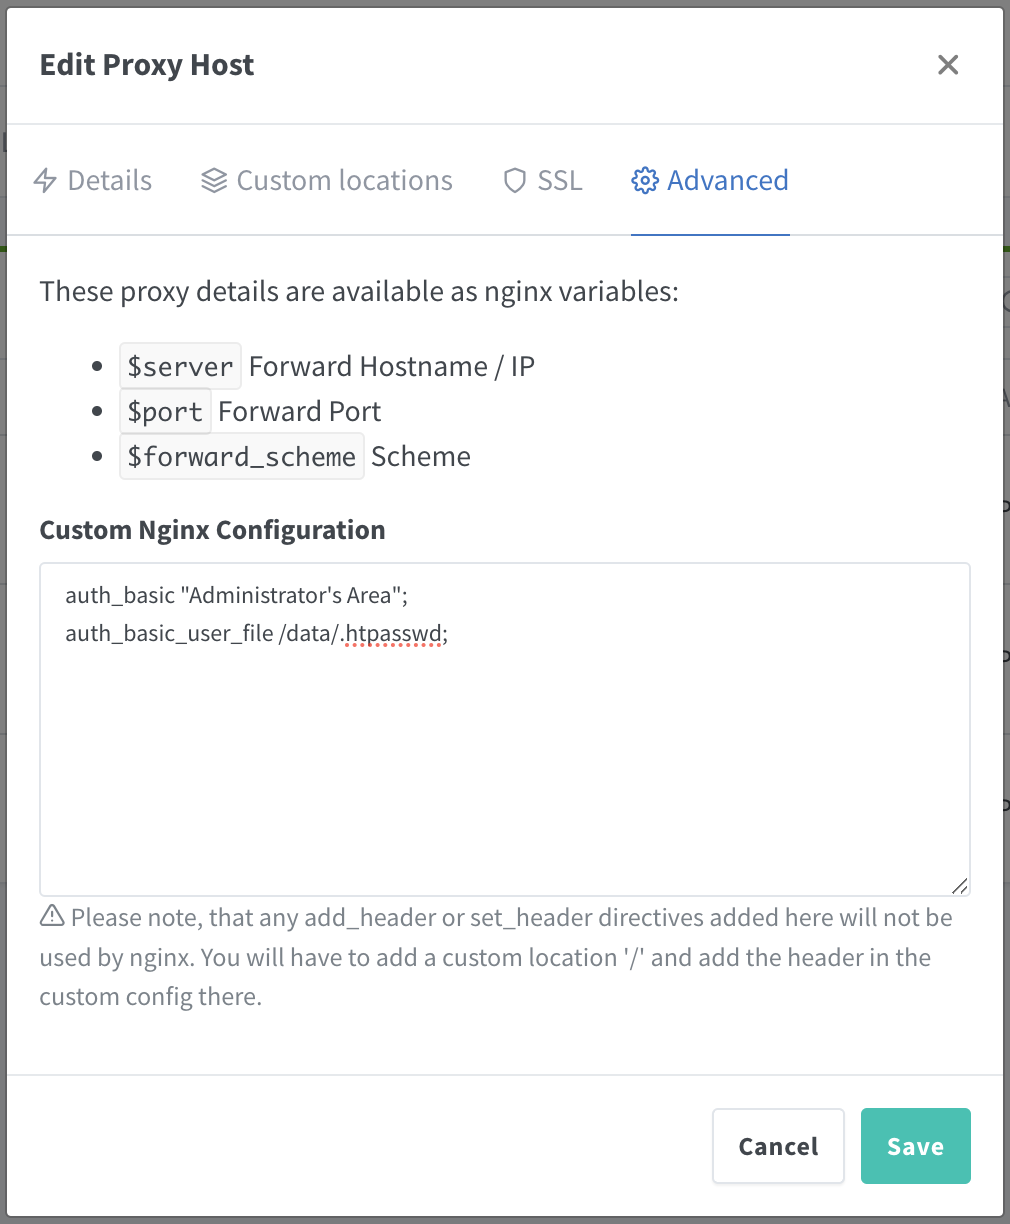 Edit Proxy Host
Details
Custom locations
SSL
Advanced
These proxy details are available as nginx variables:
$server Forward Hostname / IP
$port Forward Port
$forward_scheme Scheme
Custom Nginx Configuration
auth_basic "Administrator's Area";
auth_basic_user_file /data/.htpasswd;
Please note, that any add_header or set_header directives added here will not be
used by nginx. You will have to add a custom location '/' and add the header in the
custom config there.
Cancel
Save